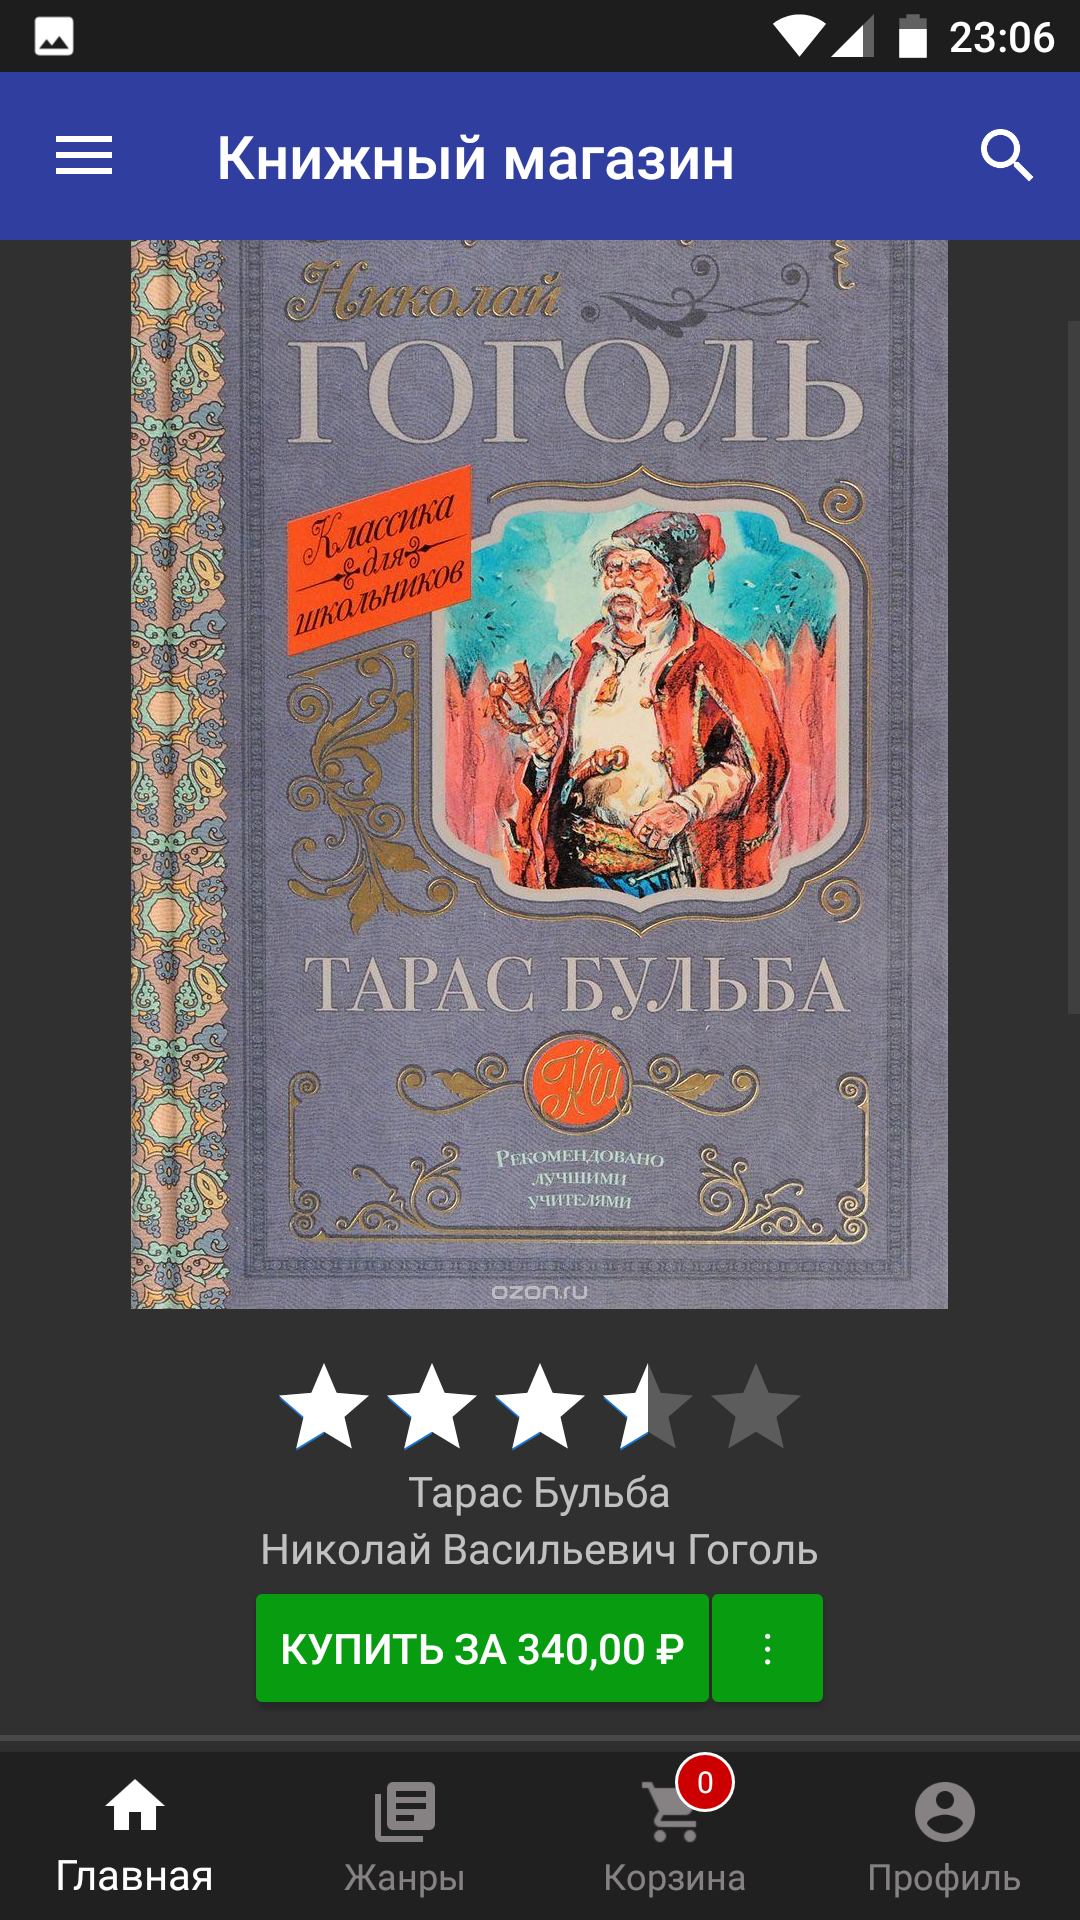 23:06
Книжный магазин
Николай
ГОГОЛЬ
Классика
для
школьников
ТАРАС БУЛЬБА
КШ
РЕКОМЕНДОВАНО
ЛУЧШИМИ
УЧИТЕЛЯМИ
ozon.ru
Тарас Бульба
Николай Васильевич Гоголь
КУПИТЬ ЗА 340,00 ₽
0
Главная
Жанры
Корзина
Профиль